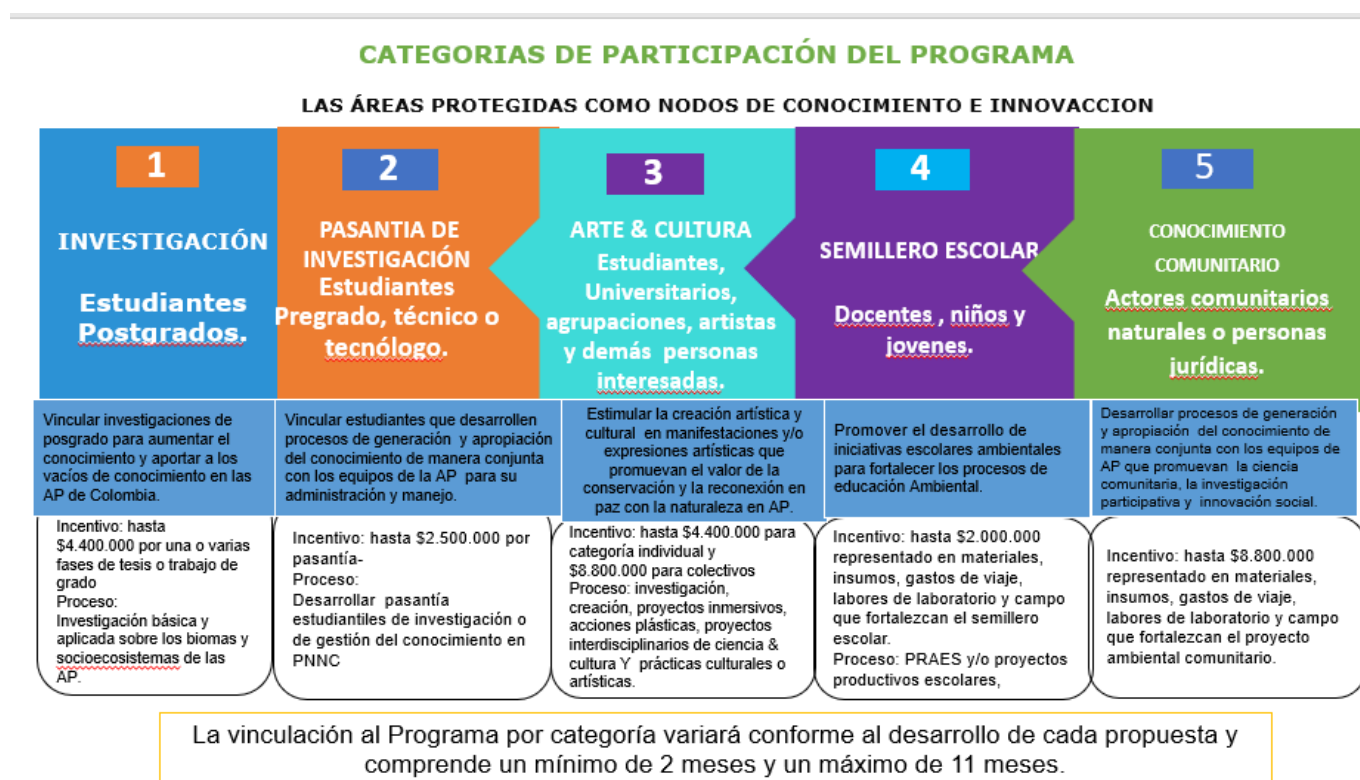 CATEGORIAS DE PARTICIPACIÓN DEL PROGRAMA
LAS ÁREAS PROTEGIDAS COMO NODOS DE CONOCIMIENTO E INNOVACCION
1
INVESTIGACIÓN
Estudiantes
Postgrados.
Vincular investigaciones de
posgrado para aumentar el
conocimiento y aportar a los
vacíos de conocimiento en las
AP de Colombia.
Incentivo: hasta
$4.400.000 por una o varias
fases de tesis o trabajo de
grado
Proceso:
Investigación básica y
aplicada sobre los biomas y
socioecosistemas de las
AP.
2
PASANTIA DE
INVESTIGACIÓN
Estudiantes
Pregrado, técnico o
tecnólogo.
Vincular estudiantes que desarrollen
procesos de generación y apropiación
del conocimiento de manera conjunta
con los equipos de la AP para su
administración y manejo.
Incentivo: hasta $2.500.000 por
pasantía-
Proceso:
Desarrollar pasantía
estudiantiles de investigación o
de gestión del conocimiento en
PNNC
3
ARTE & CULTURA
Estudiantes,
Universitarios,
agrupaciones, artistas
y demás personas
interesadas.
Estimular la creación artística y
cultural en manifestaciones y/o
expresiones artísticas que
promuevan el valor de la
conservación y la reconexión en
paz con la naturaleza en AP.
Incentivo: hasta $4.400.000 para
categoría individual y
$8.800.000 para colectivos
Proceso: investigación,
creación, proyectos inmersivos,
acciones plásticas, proyectos
interdisciplinarios de ciencia &
cultura Y prácticas culturales o
artísticas.
4
SEMILLERO ESCOLAR
Docentes , niños y
jovenes.
Promover el desarrollo de
iniciativas escolares ambientales
para fortalecer los procesos de
educación Ambiental.
Incentivo: hasta $2.000.000
representado en materiales,
insumos, gastos de viaje,
labores de laboratorio y campo
que fortalezcan el semillero
escolar.
Proceso: PRAES y/o proyectos
productivos escolares,
5
CONOCIMIENTO
COMUNITARIO
Actores comunitarios
naturales o personas
jurídicas.
Desarrollar procesos de generación
y apropiación del conocimiento de
manera conjunta con los equipos de
AP que promuevan la ciencia
comunitaria, la investigación
participativa y innovación social.
Incentivo: hasta $8.800.000
representado en materiales,
insumos, gastos de viaje,
labores de laboratorio y campo
que fortalezcan el proyecto
ambiental comunitario.
La vinculación al Programa por categoría variará conforme al desarrollo de cada propuesta y
comprende un mínimo de 2 meses y un máximo de 11 meses.